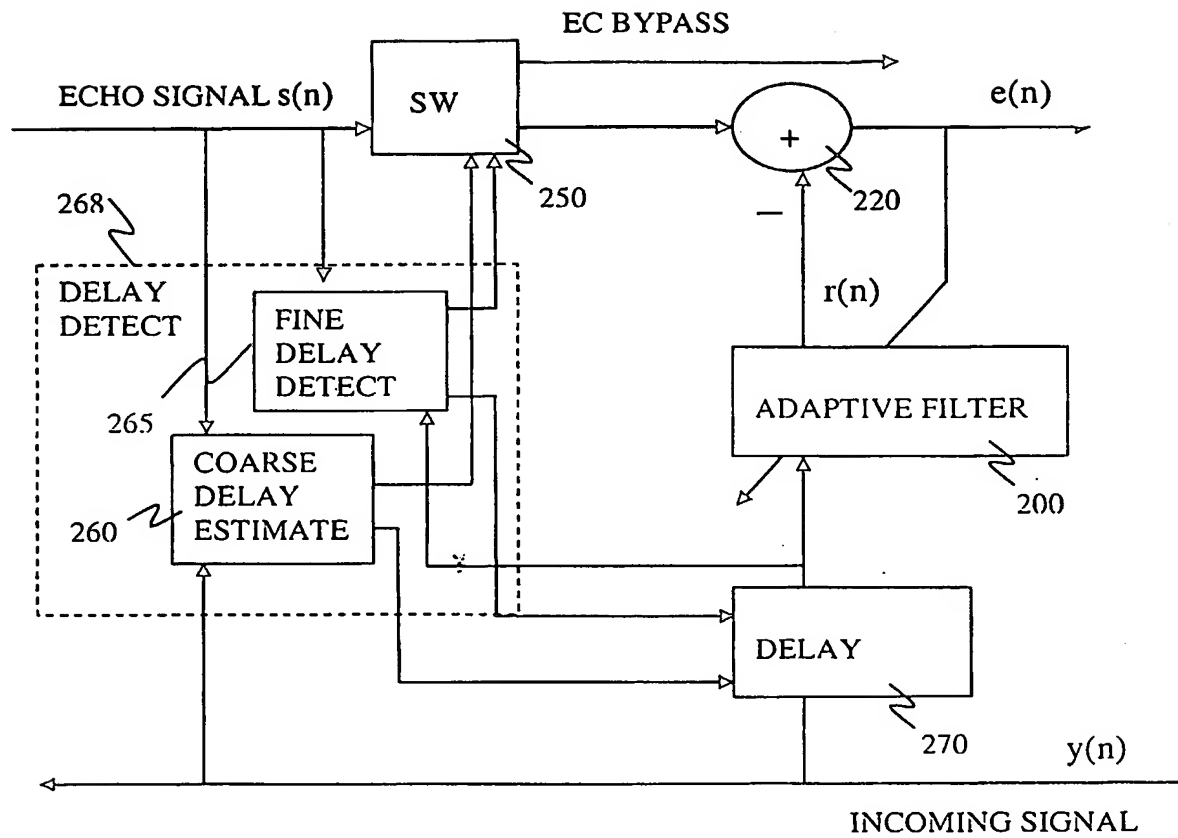 EC BYPASS
ECHO SIGNAL s(n)
SW
e(n)
+
250
220
268
−
DELAY
DETECT
r(n)
FINE
DELAY
DETECT
265
ADAPTIVE FILTER
COARSE
DELAY
ESTIMATE
260
200
DELAY
270
y(n)
INCOMING SIGNAL